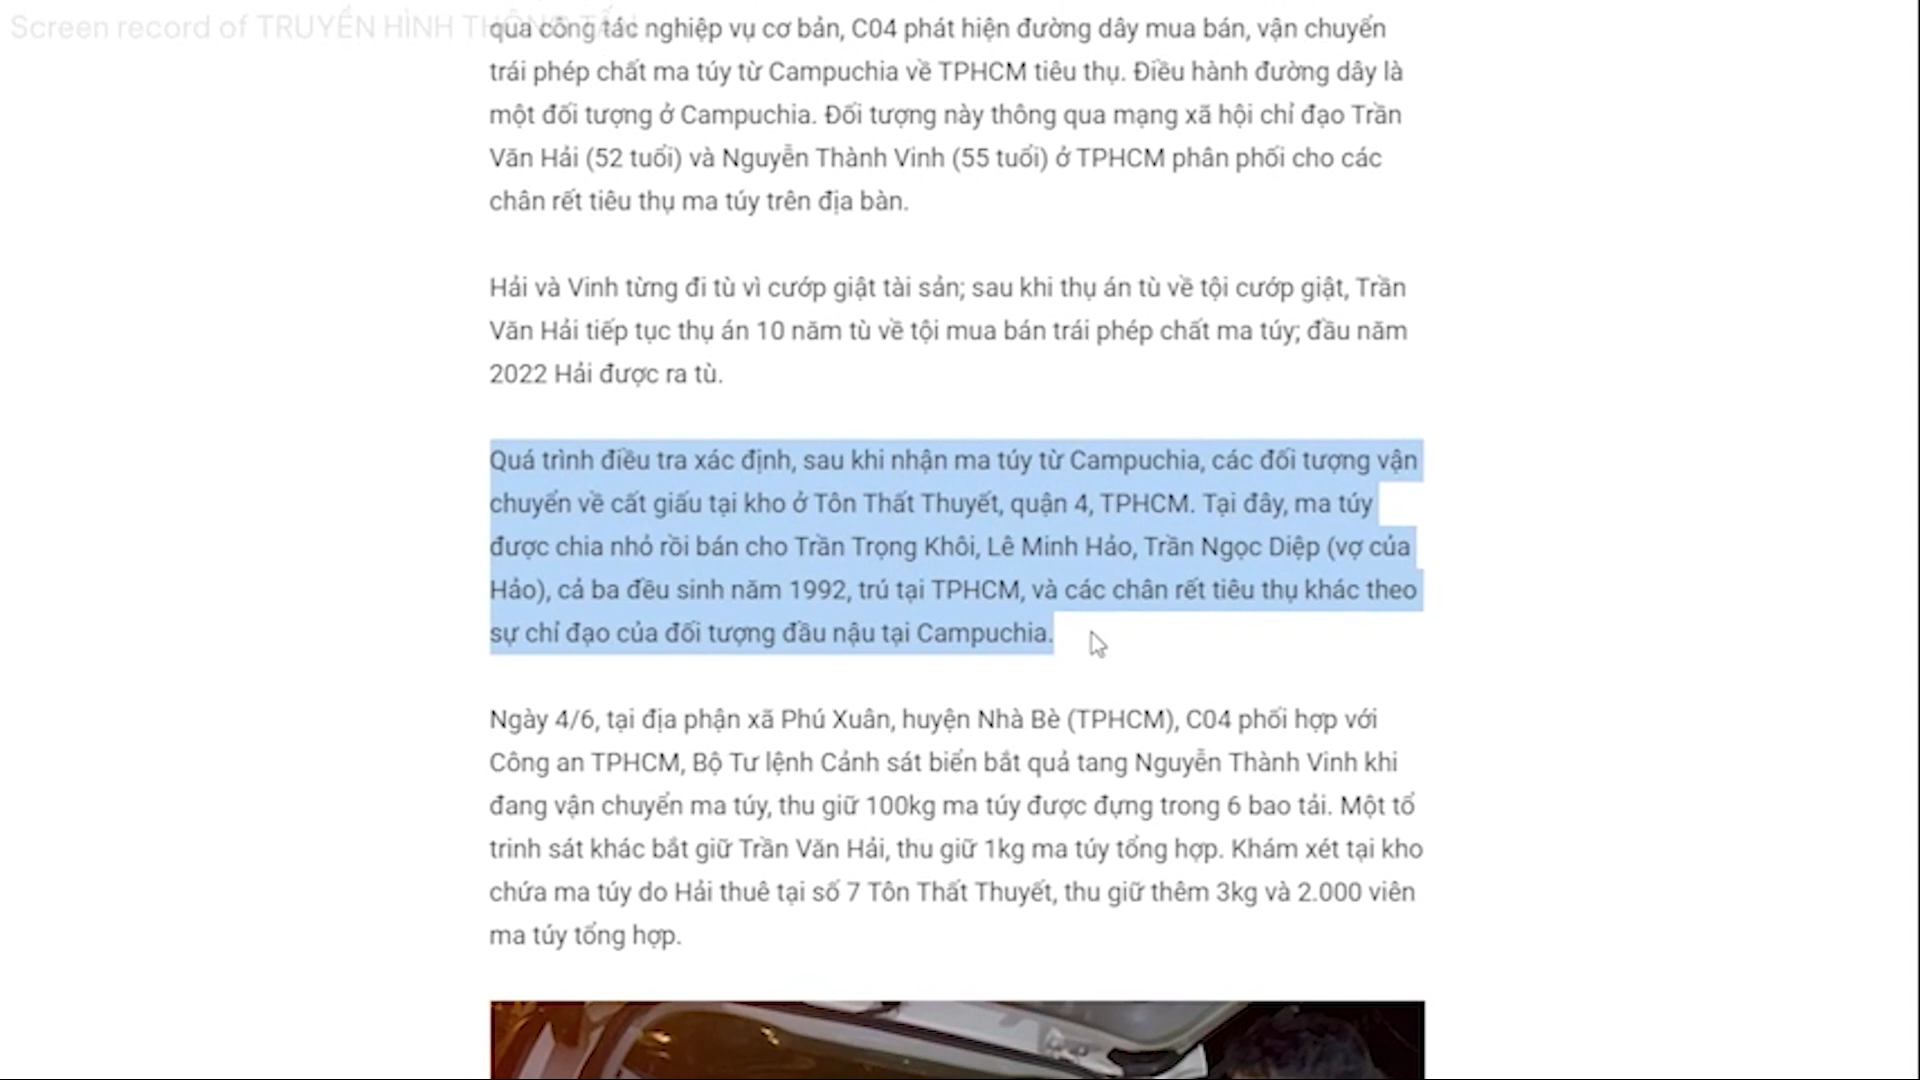 Screen record of TRUYỀN HÌNH THÔNG TẤN
qua công tác nghiệp vụ cơ bản, C04 phát hiện đường dây mua bán, vận chuyển
trái phép chất ma túy từ Campuchia về TPHCM tiêu thụ. Điều hành đường dây là
một đối tượng ở Campuchia. Đối tượng này thông qua mạng xã hội chỉ đạo Trần
Văn Hải (52 tuổi) và Nguyễn Thành Vinh (55 tuổi) ở TPHCM phân phối cho các
chân rết tiêu thụ ma túy trên địa bàn.
Hải và Vinh từng đi tù vì cướp giật tài sản; sau khi thụ án tù về tội cướp giật, Trần
Văn Hải tiếp tục thụ án 10 năm tù về tội mua bán trái phép chất ma túy; đầu năm
2022 Hải được ra tù.
Quá trình điều tra xác định, sau khi nhận ma túy từ Campuchia, các đối tượng vận
chuyển về cất giấu tại kho ở Tôn Thất Thuyết, quận 4, TPHCM. Tại đây, ma túy
được chia nhỏ rồi bán cho Trần Trọng Khôi, Lê Minh Hảo, Trần Ngọc Diệp (vợ của
Hảo), cả ba đều sinh năm 1992, trú tại TPHCM, và các chân rết tiêu thụ khác theo
sự chỉ đạo của đối tượng đầu nậu tại Campuchia.
Ngày 4/6, tại địa phận xã Phú Xuân, huyện Nhà Bè (TPHCM), C04 phối hợp với
Công an TPHCM, Bộ Tư lệnh Cảnh sát biển bắt quả tang Nguyễn Thành Vinh khi
đang vận chuyển ma túy, thu giữ 100kg ma túy được đựng trong 6 bao tải. Một tổ
trinh sát khác bắt giữ Trần Văn Hải, thu giữ 1kg ma túy tổng hợp. Khám xét tại kho
chứa ma túy do Hải thuê tại số 7 Tôn Thất Thuyết, thu giữ thêm 3kg và 2.000 viên
ma túy tổng hợp.